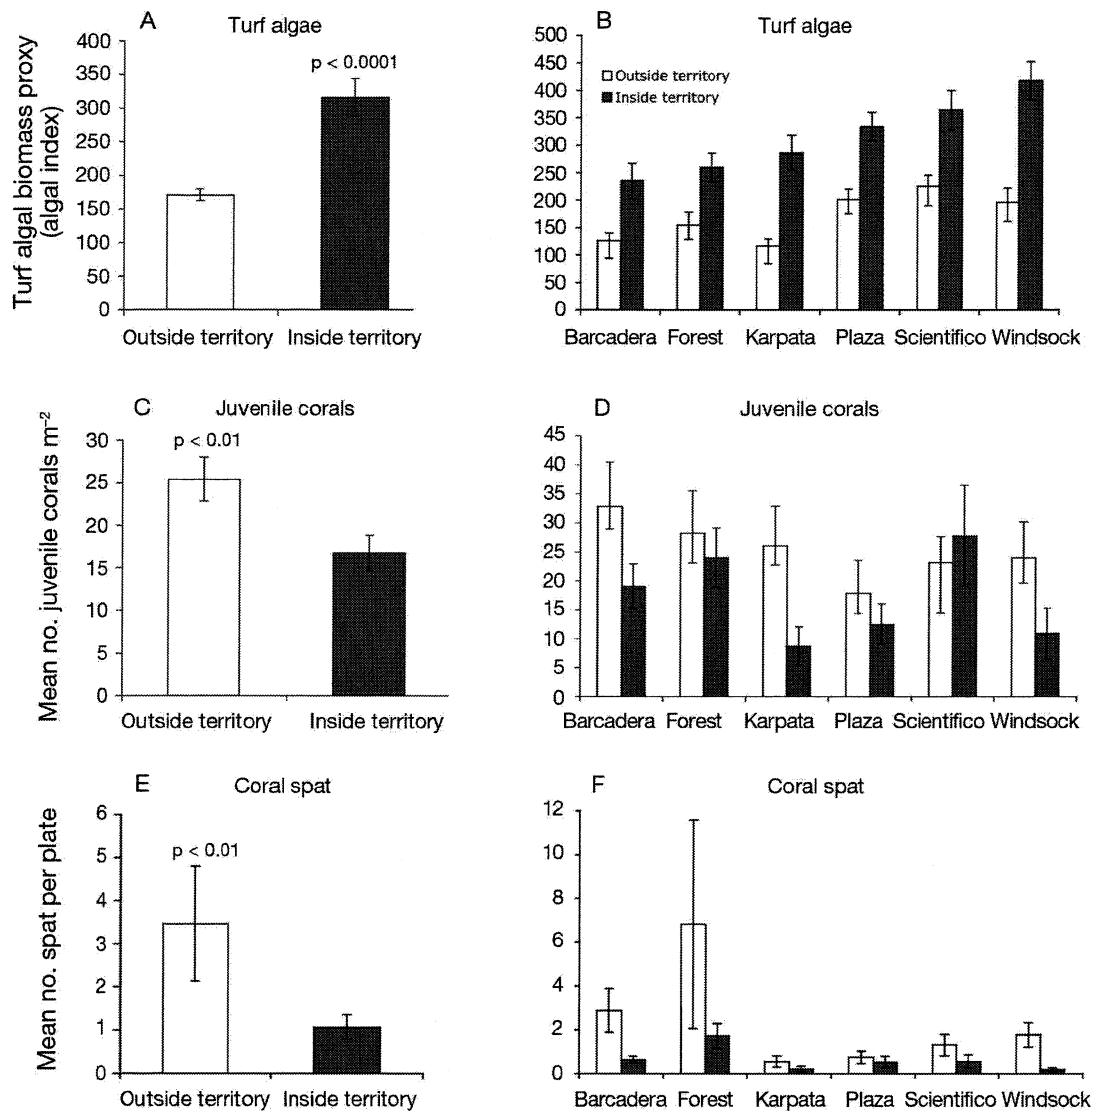 A
Turf algae
Turf algal biomass proxy
(algal index)
400
350
300
250
200
150
100
50
0
p < 0.0001
Outside territory Inside territory
B
Turf algae
500
450
400
350
300
250
200
150
100
50
0
Outside territory
Inside territory
Barcadera Forest Karpata Plaza Scientifico Windsock
C
Juvenile corals
Mean no. juvenile corals m⁻²
30
25
20
15
10
5
0
p < 0.01
Outside territory Inside territory
D
Juvenile corals
45
40
35
30
25
20
15
10
5
0
Barcadera Forest Karpata Plaza Scientifico Windsock
E
Coral spat
Mean no. spat per plate
6
5
4
3
2
1
0
p < 0.01
Outside territory Inside territory
F
Coral spat
12
10
8
6
4
2
0
Barcadera Forest Karpata Plaza Scientifico Windsock